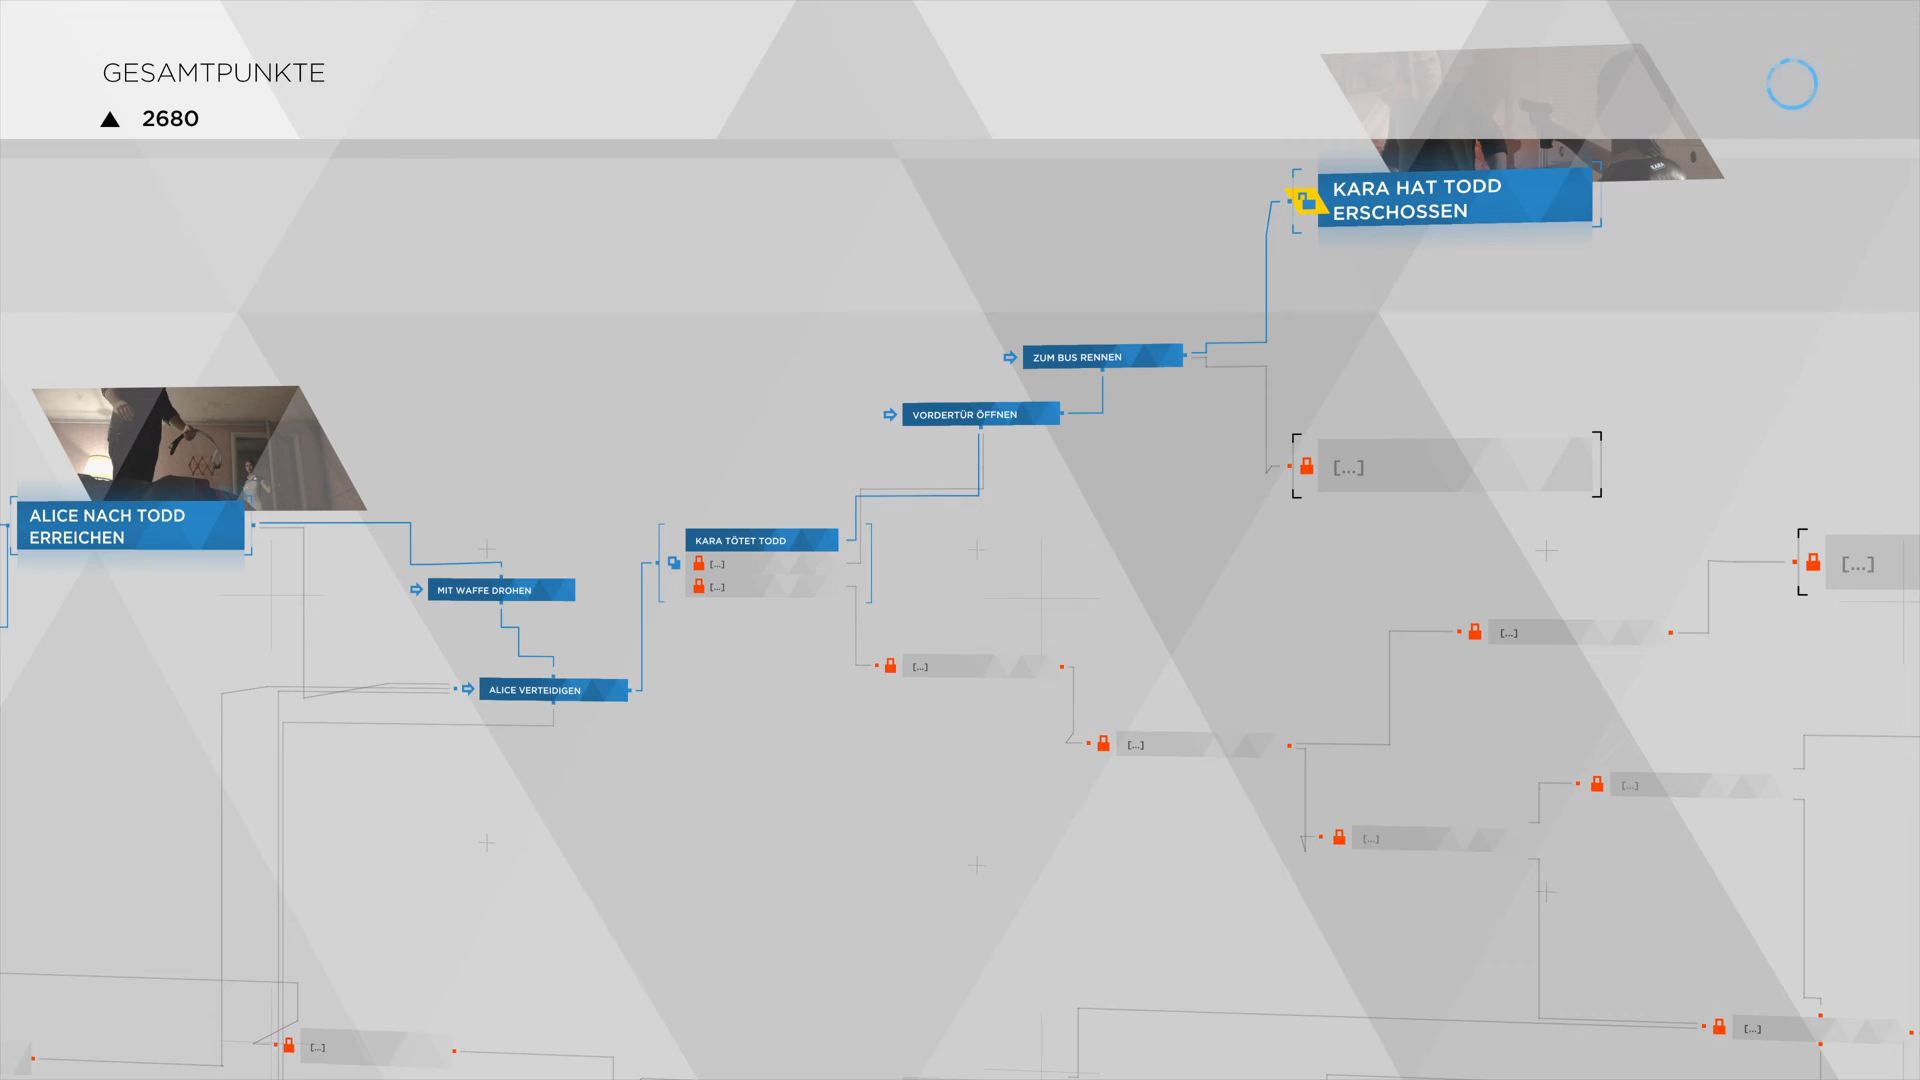 GESAMTPUNKTE
▲ 2680
KARA HAT TODD
ERSCHOSSEN
ZUM BUS RENNEN
VORDERTÜR ÖFFNEN
[...]
ALICE NACH TODD
ERREICHEN
KARA TÖTET TODD
[...]
[...]
[...]
MIT WAFFE DROHEN
[...]
[...]
ALICE VERTEIDIGEN
[...]
[...]
[...]
[...]
[...]